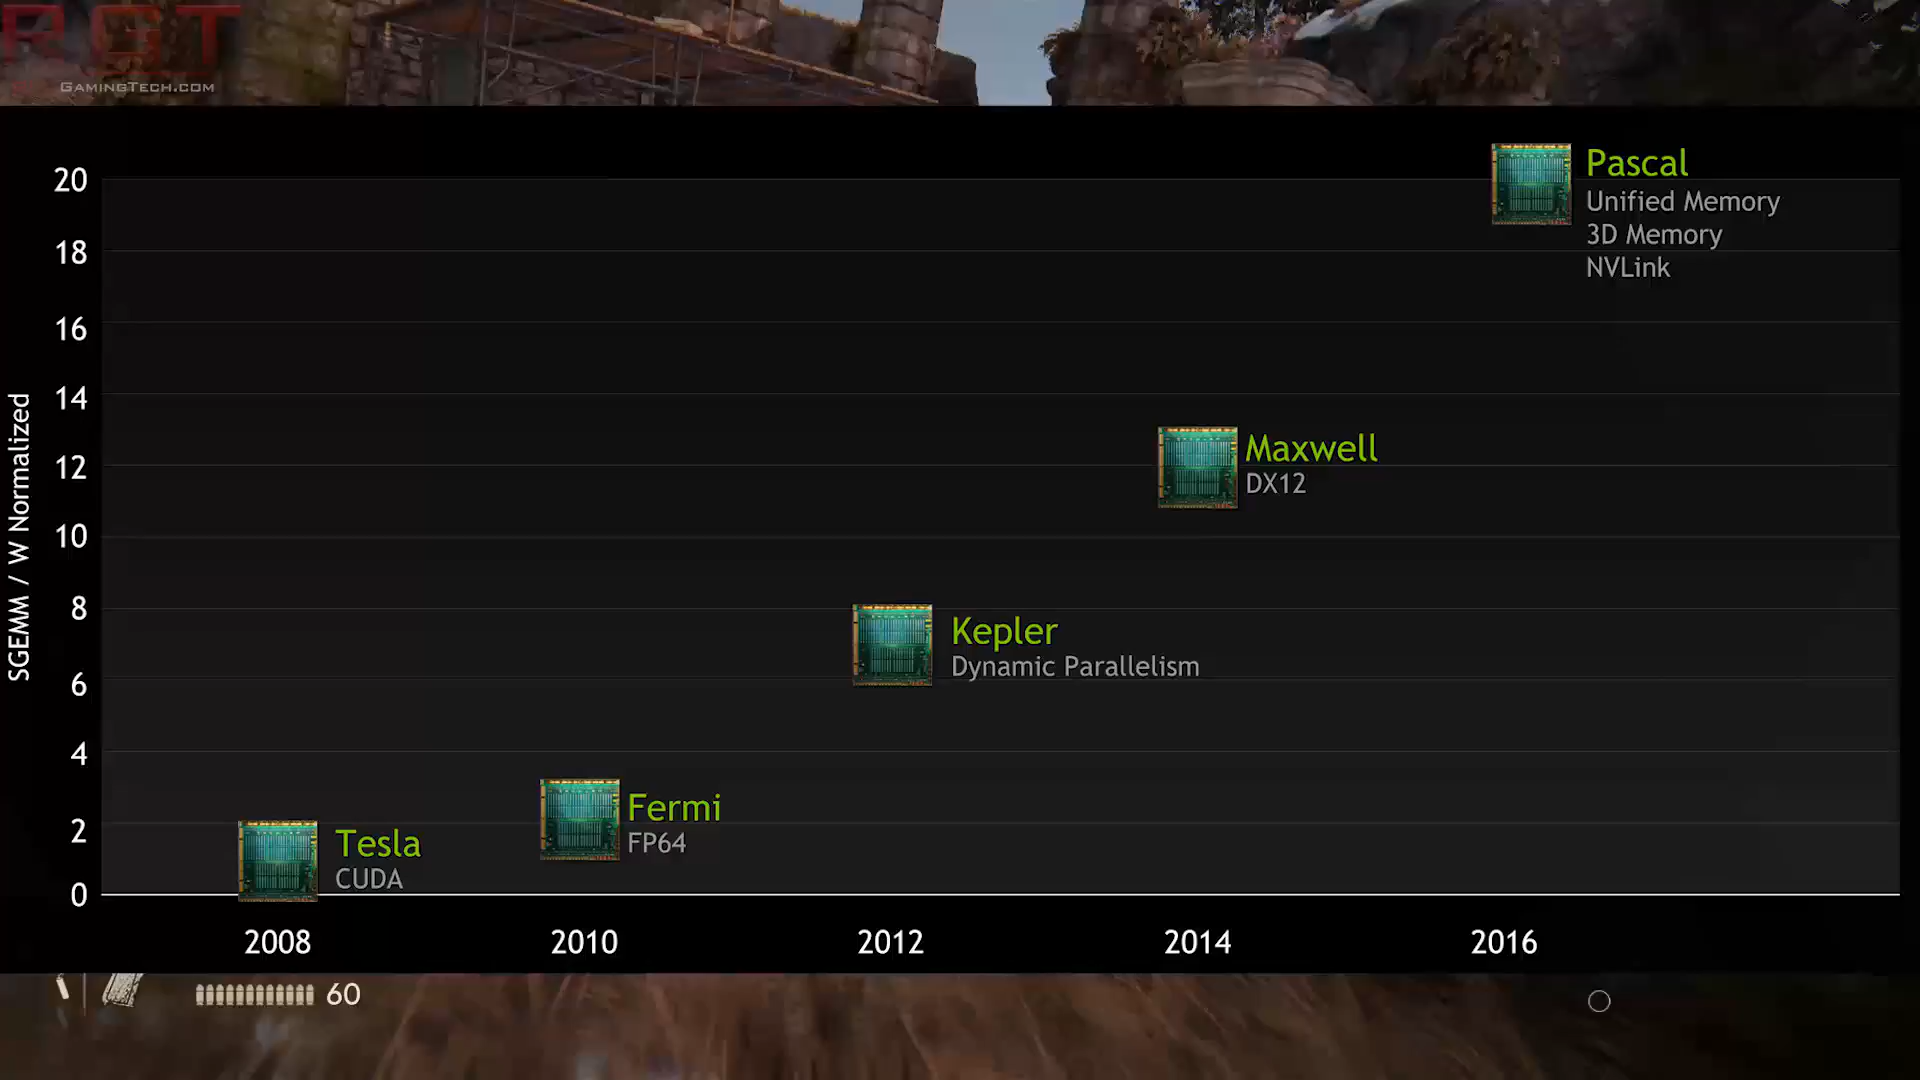 RGT
GamingTech.com
20
18
16
14
12
10
8
6
4
2
0
SGEMM / W Normalized
Pascal
Unified Memory
3D Memory
NVLink
Maxwell
DX12
Kepler
Dynamic Parallelism
Fermi
FP64
Tesla
CUDA
2008 2010 2012 2014 2016
60